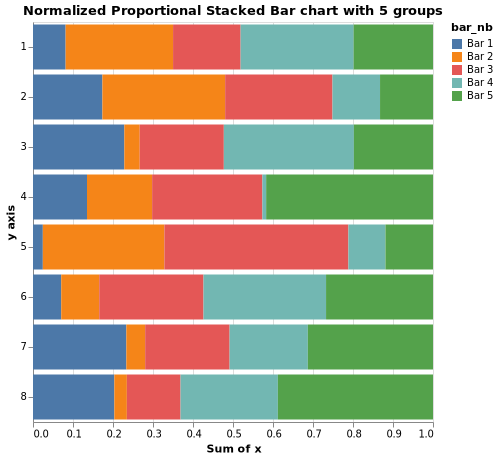 Normalized Proportional Stacked Bar chart with 5 groups
bar_nb
Bar 1
Bar 2
Bar 3
Bar 4
Bar 5
y axis
1
2
3
4
5
6
7
8
0.0 0.1 0.2 0.3 0.4 0.5 0.6 0.7 0.8 0.9 1.0
Sum of x